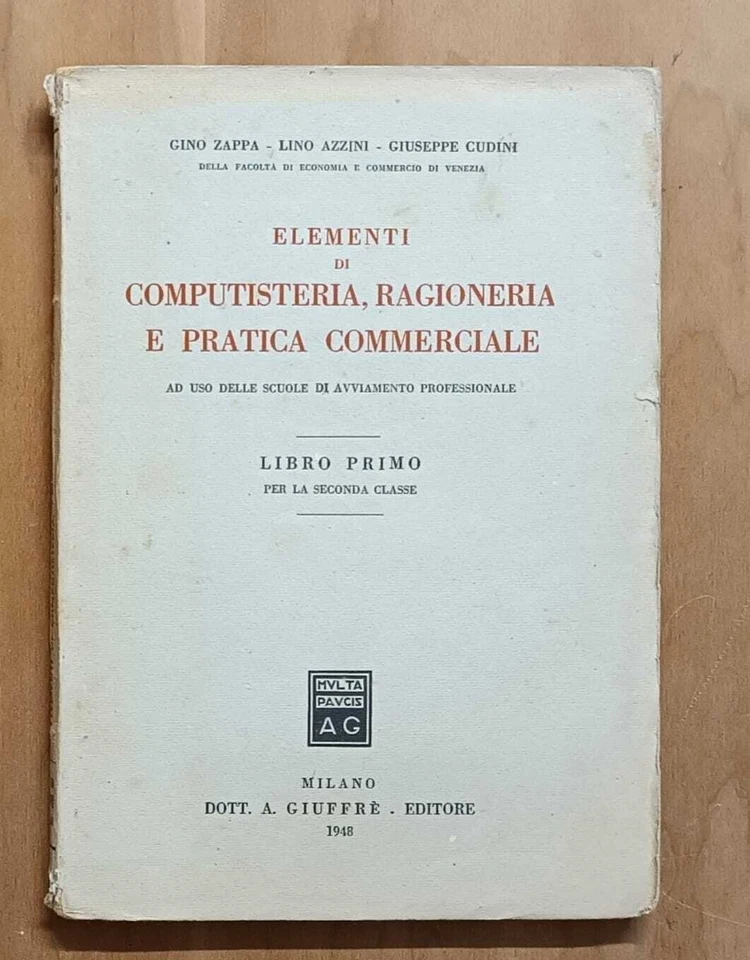 GINO ZAPPA - LINO AZZINI - GIUSEPPE CUDINI
DELLA FACOLTÀ DI ECONOMIA E COMMERCIO DI VENEZIA
ELEMENTI
DI
COMPUTISTERIA, RAGIONERIA
E PRATICA COMMERCIALE
AD USO DELLE SCUOLE DI AVVIAMENTO PROFESSIONALE
LIBRO PRIMO
PER LA SECONDA CLASSE
MVLTA
PAVCIS
AG
MILANO
DOTT. A. GIUFFRÈ - EDITORE
1948